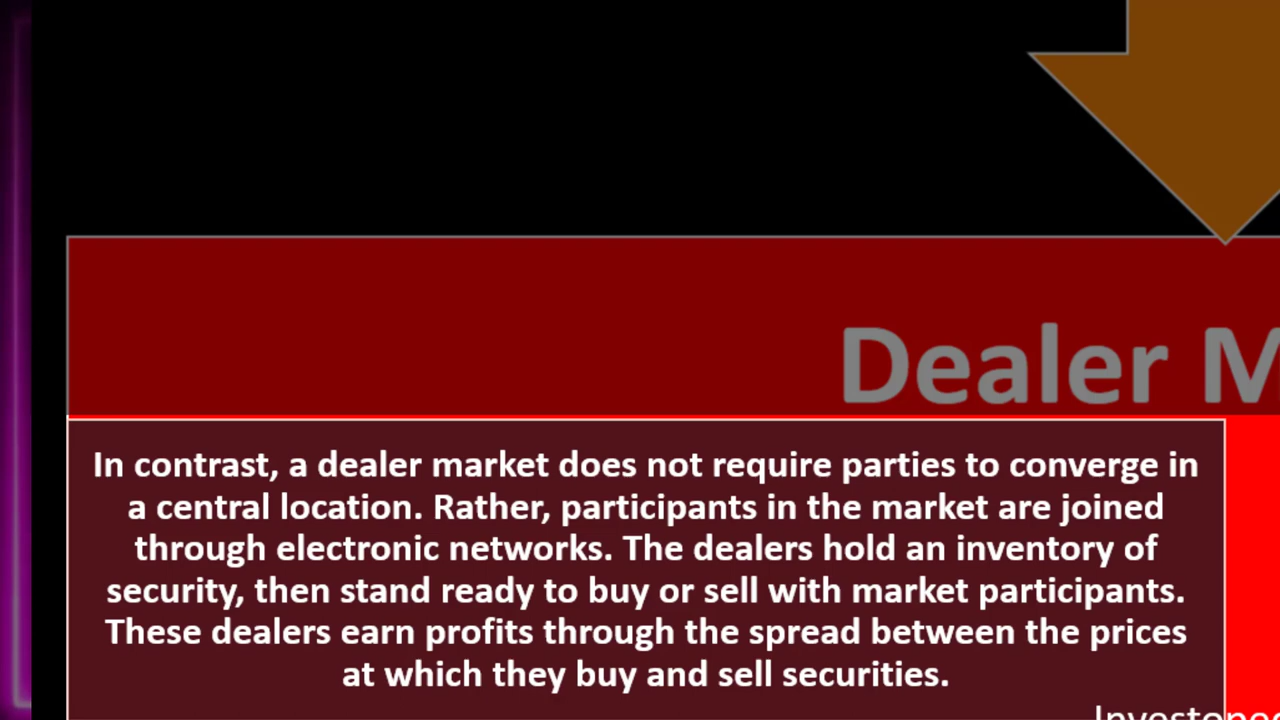 Dealer M
In contrast, a dealer market does not require parties to converge in
a central location. Rather, participants in the market are joined
through electronic networks. The dealers hold an inventory of
security, then stand ready to buy or sell with market participants.
These dealers earn profits through the spread between the prices
at which they buy and sell securities.